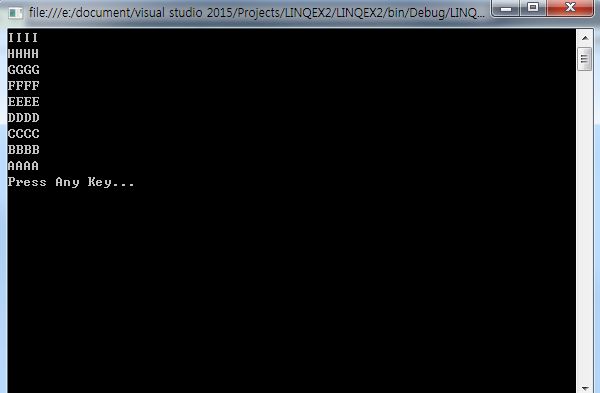 file:///e:/document/visual studio 2015/Projects/LINQEX2/LINQEX2/bin/Debug/LINQ...
IIII
HHHH
GGGG
FFFF
EEEE
DDDD
CCCC
BBBB
AAAA
Press Any Key...